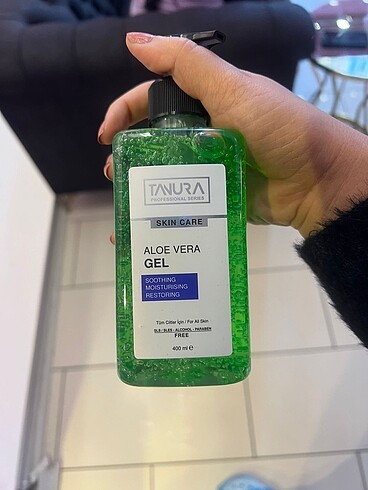 TANURA
PROFESSIONAL SERIES
SKIN CARE
ALOE VERA
GEL
SOOTHING
MOISTURISING
RESTORING
Tüm Ciltler İçin / For All Skin
SLS - SLES - ALCOHOL - PARABEN
FREE
400 ml ℮